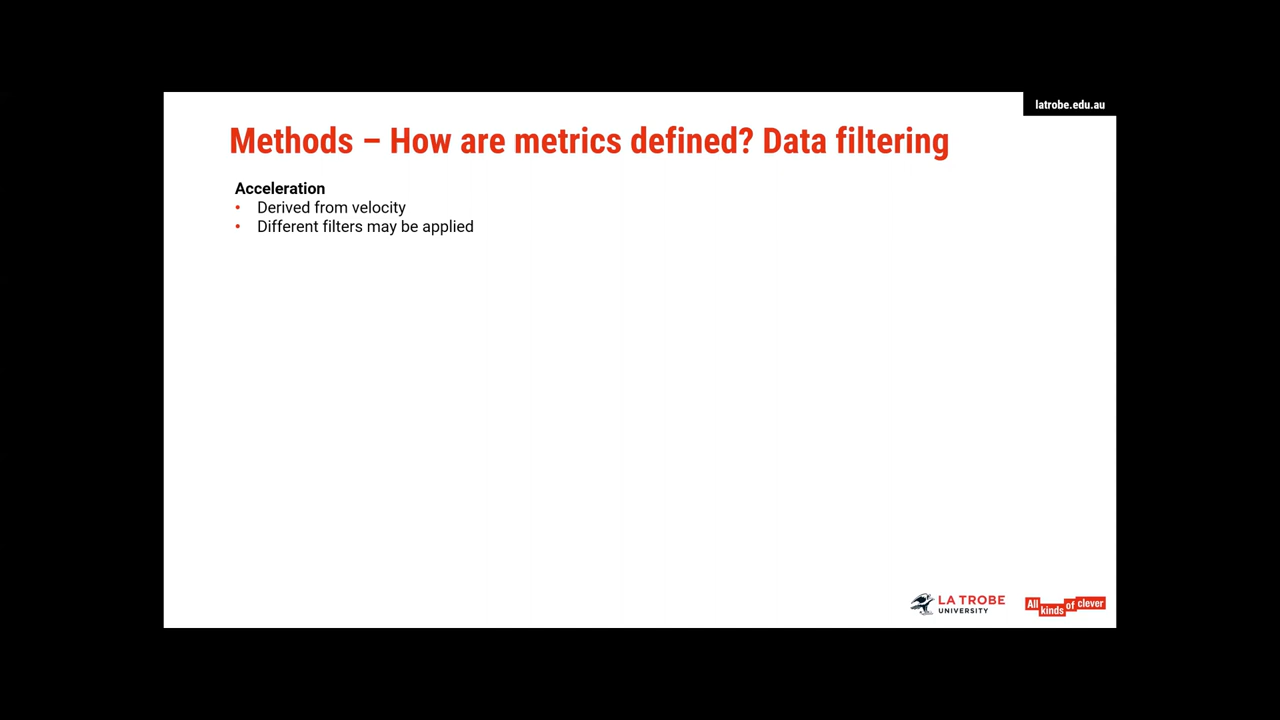 latrobe.edu.au
Methods – How are metrics defined? Data filtering
Acceleration
• Derived from velocity
• Different filters may be applied
LA TROBE
UNIVERSITY
All kinds of clever